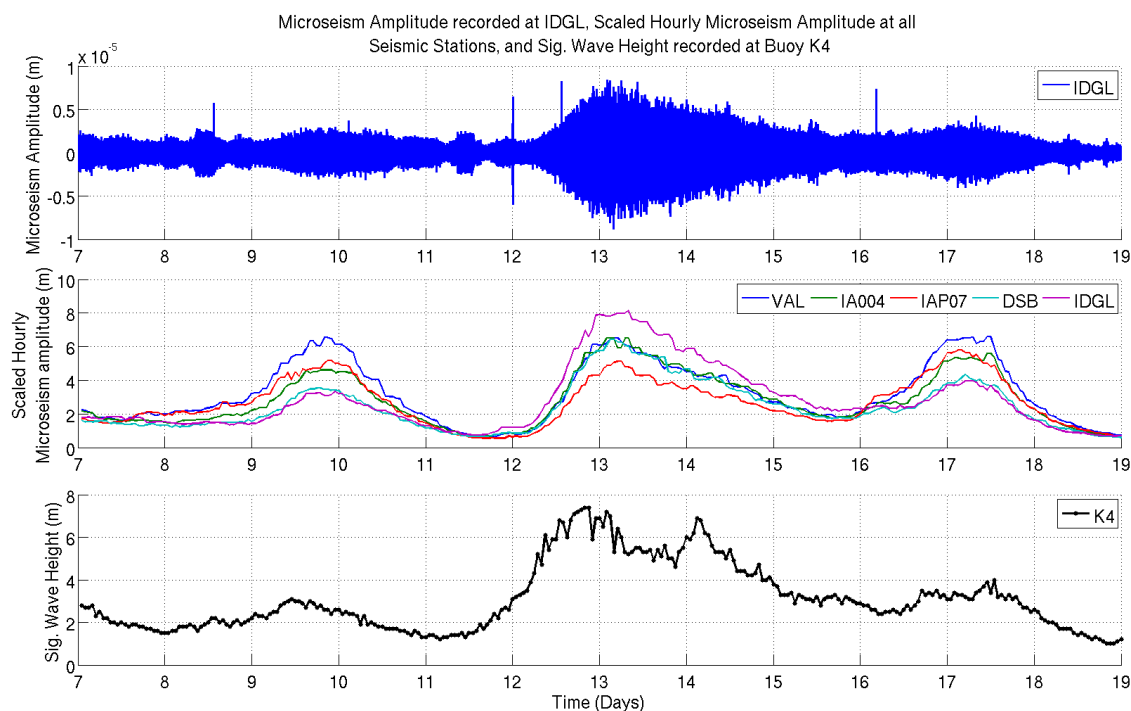 Microseism Amplitude recorded at IDGL, Scaled Hourly Microseism Amplitude at all
Seismic Stations, and Sig. Wave Height recorded at Buoy K4
1 x 10^-5
0.5
0
-0.5
-1
Microseism Amplitude (m)
IDGL
7 8 9 10 11 12 13 14 15 16 17 18 19
10
8
6
4
2
0
Scaled Hourly
Microseism amplitude (m)
VAL IA004 IAP07 DSB IDGL
7 8 9 10 11 12 13 14 15 16 17 18 19
8
6
4
2
0
Sig. Wave Height (m)
K4
7 8 9 10 11 12 13 14 15 16 17 18 19
Time (Days)